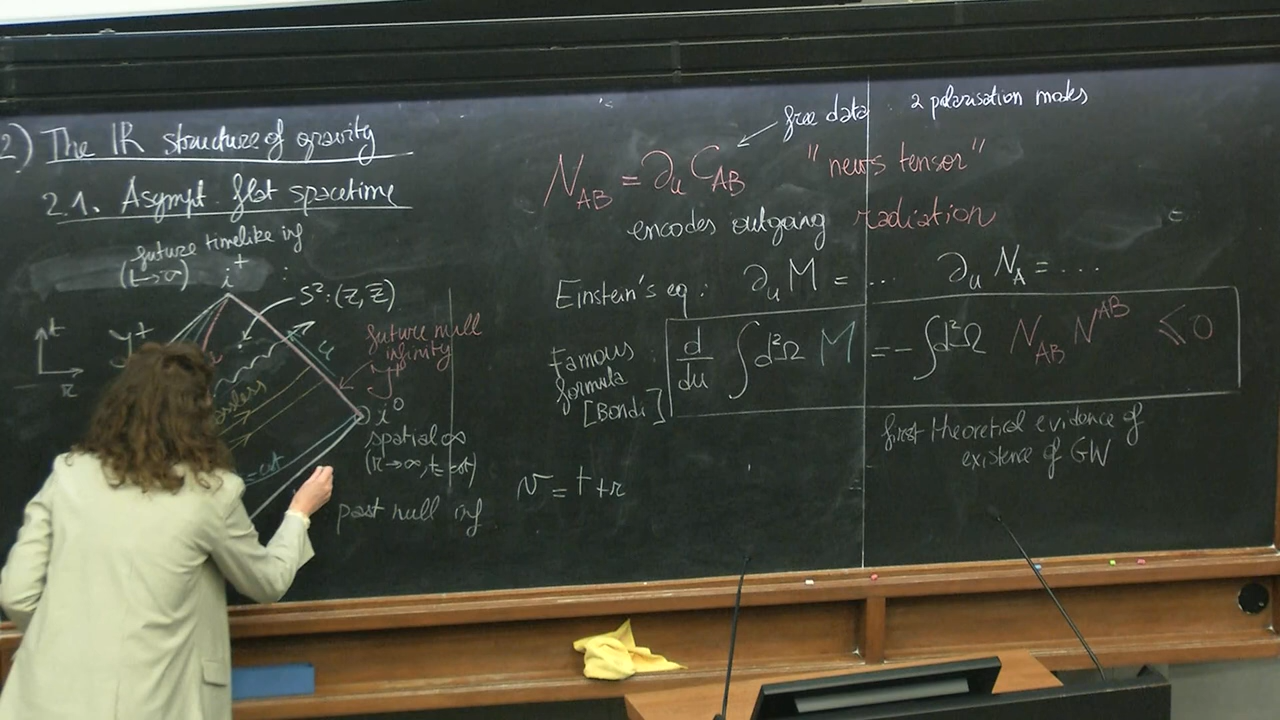 2) The IR structure of gravity
2.1. Asympt. flat spacetime
future timelike inf
(t→∞)
i⁺
S²: (z, z̄)
t
r
future null
infinity
u
i⁰
spatial ∞
(r→∞, t=cst)
=cst
past null inf
free data. 2 polarisation modes
N_AB = ∂_u C_AB "news tensor"
encodes outgoing radiation
Einstein's eq: ∂_u M = ... ∂_u N_A = ....
Famous
formula
[Bondi]
d/du ∫d²Ω M = - ∫d²Ω N_AB N^AB ≤ 0
first theoretical evidence of
existence of GW
v = t + r